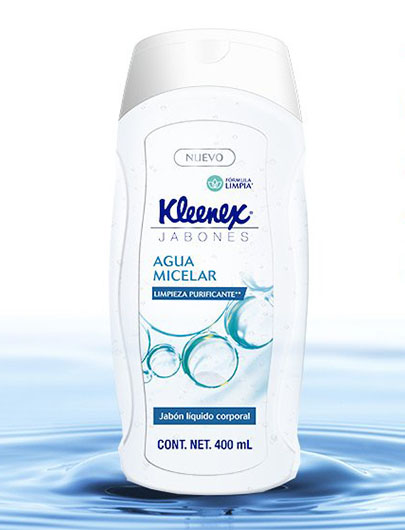 NUEVO
FÓRMULA
LIMPIA*
Kleenex®
JABONES
AGUA
MICELAR
LIMPIEZA PURIFICANTE**
Jabón líquido corporal
CONT. NET. 400 mL